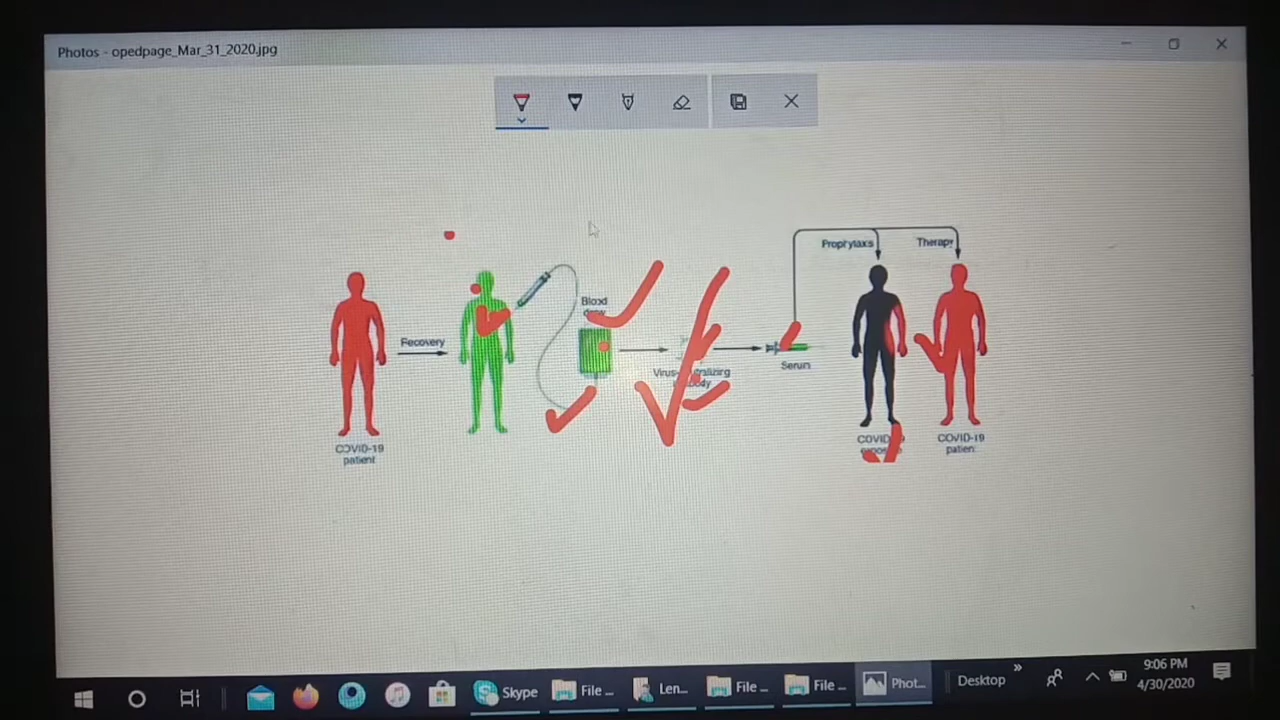 Photos - opedpage_Mar_31_2020.jpg
Prophylaxis
Therapy
Blood
Recovery
Serum
COVID-19
patient
COVID-19
patient
9:06 PM
4/30/2020
Skype
File ...
Len...
File ...
File ...
Phot...
Desktop